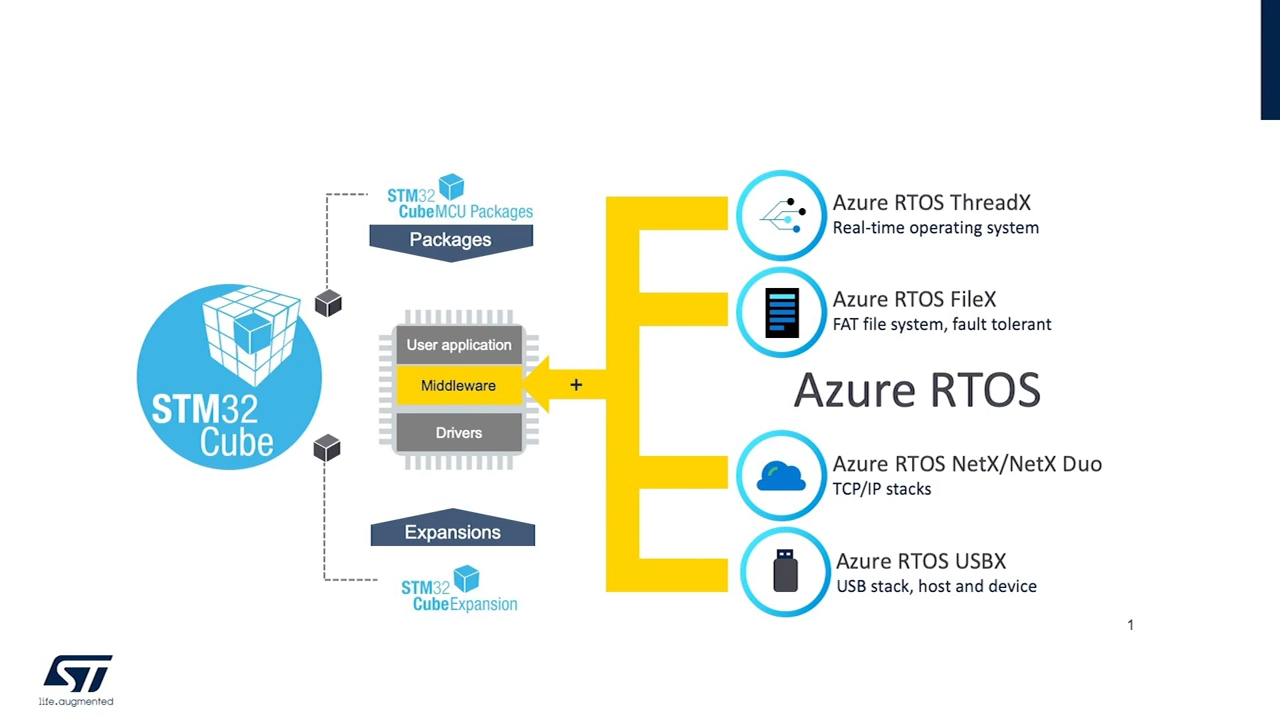 STM32
CubeMCU Packages
Packages
STM32
Cube
User application
Middleware
Drivers
+
Expansions
STM32
CubeExpansion
Azure RTOS ThreadX
Real-time operating system
Azure RTOS FileX
FAT file system, fault tolerant
Azure RTOS
Azure RTOS NetX/NetX Duo
TCP/IP stacks
Azure RTOS USBX
USB stack, host and device
1
ST
life.augmented